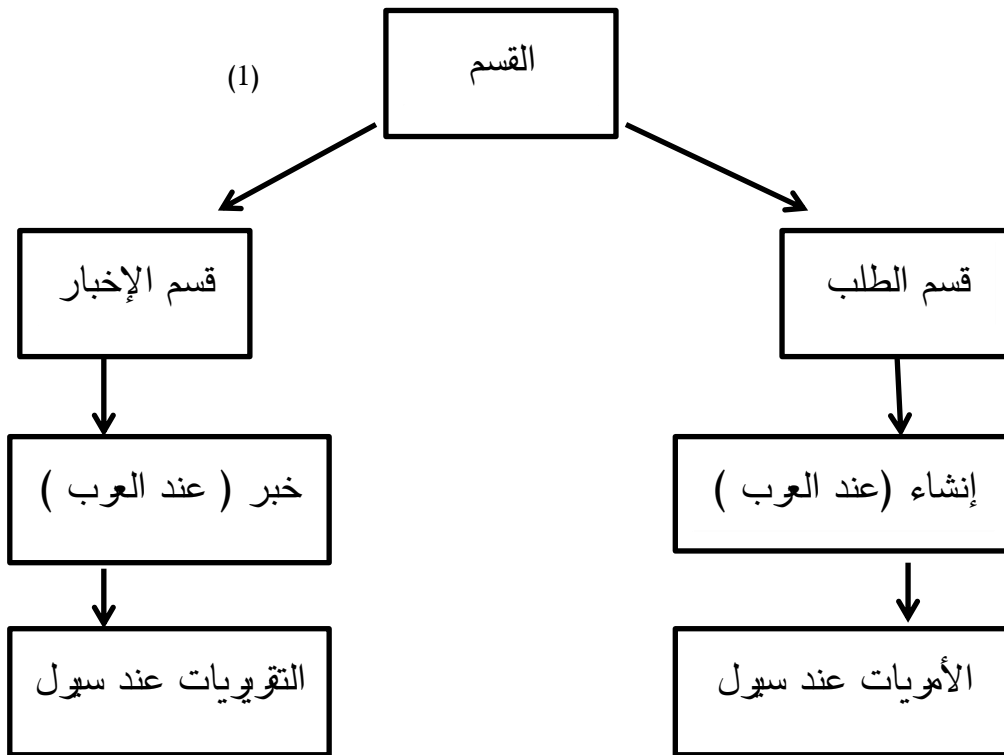 القسم
(1)
قسم الطلب
قسم الإخبار
إنشاء (عند العرب )
خبر ( عند العرب )
الأمريات عند سيرل
التقريريات عند سيرل